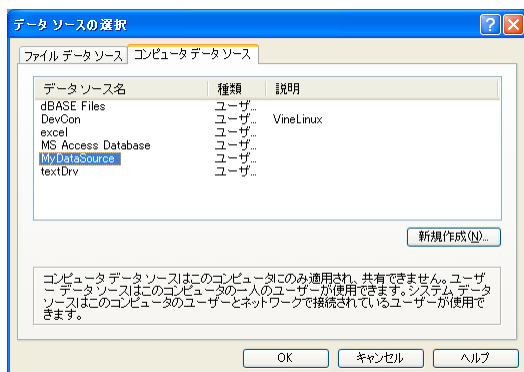 データ ソースの選択
ファイル データ ソース コンピュータ データ ソース
データソース名 種類 説明
dBASE Files ユーザ...
DevCon ユーザ... VineLinux
excel ユーザ...
MS Access Database ユーザ...
MyDataSource ユーザ...
textDrv ユーザ...
新規作成(N)...
コンピュータ データ ソースはこのコンピュータにのみ適用され、共有できません。ユーザ
ー データ ソースはこのコンピュータの一人のユーザーが使用できます。システム データ
ソースはこのコンピュータのユーザーとネットワークで接続されているユーザーが使用で
きます。
OK キャンセル ヘルプ